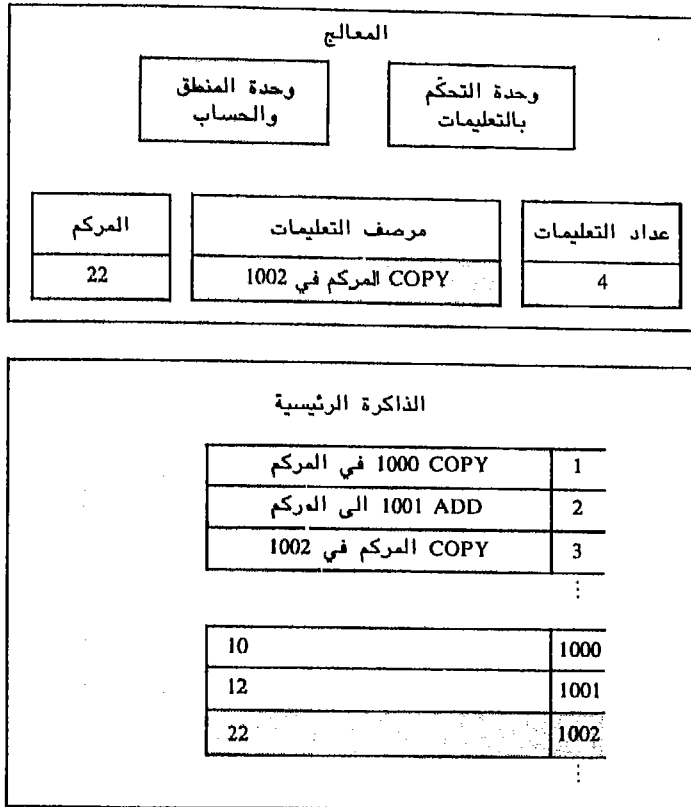 المعالج
وحدة التحكّم
بالتعليمات
وحدة المنطق
والحساب
عداد التعليمات
4
مرصف التعليمات
COPY المركم في 1002
المركم
22
الذاكرة الرئيسية
1 COPY 1000 في المركم
2 ADD 1001 الى المركم
3 COPY المركم في 1002
⋮
1000 10
1001 12
1002 22
⋮